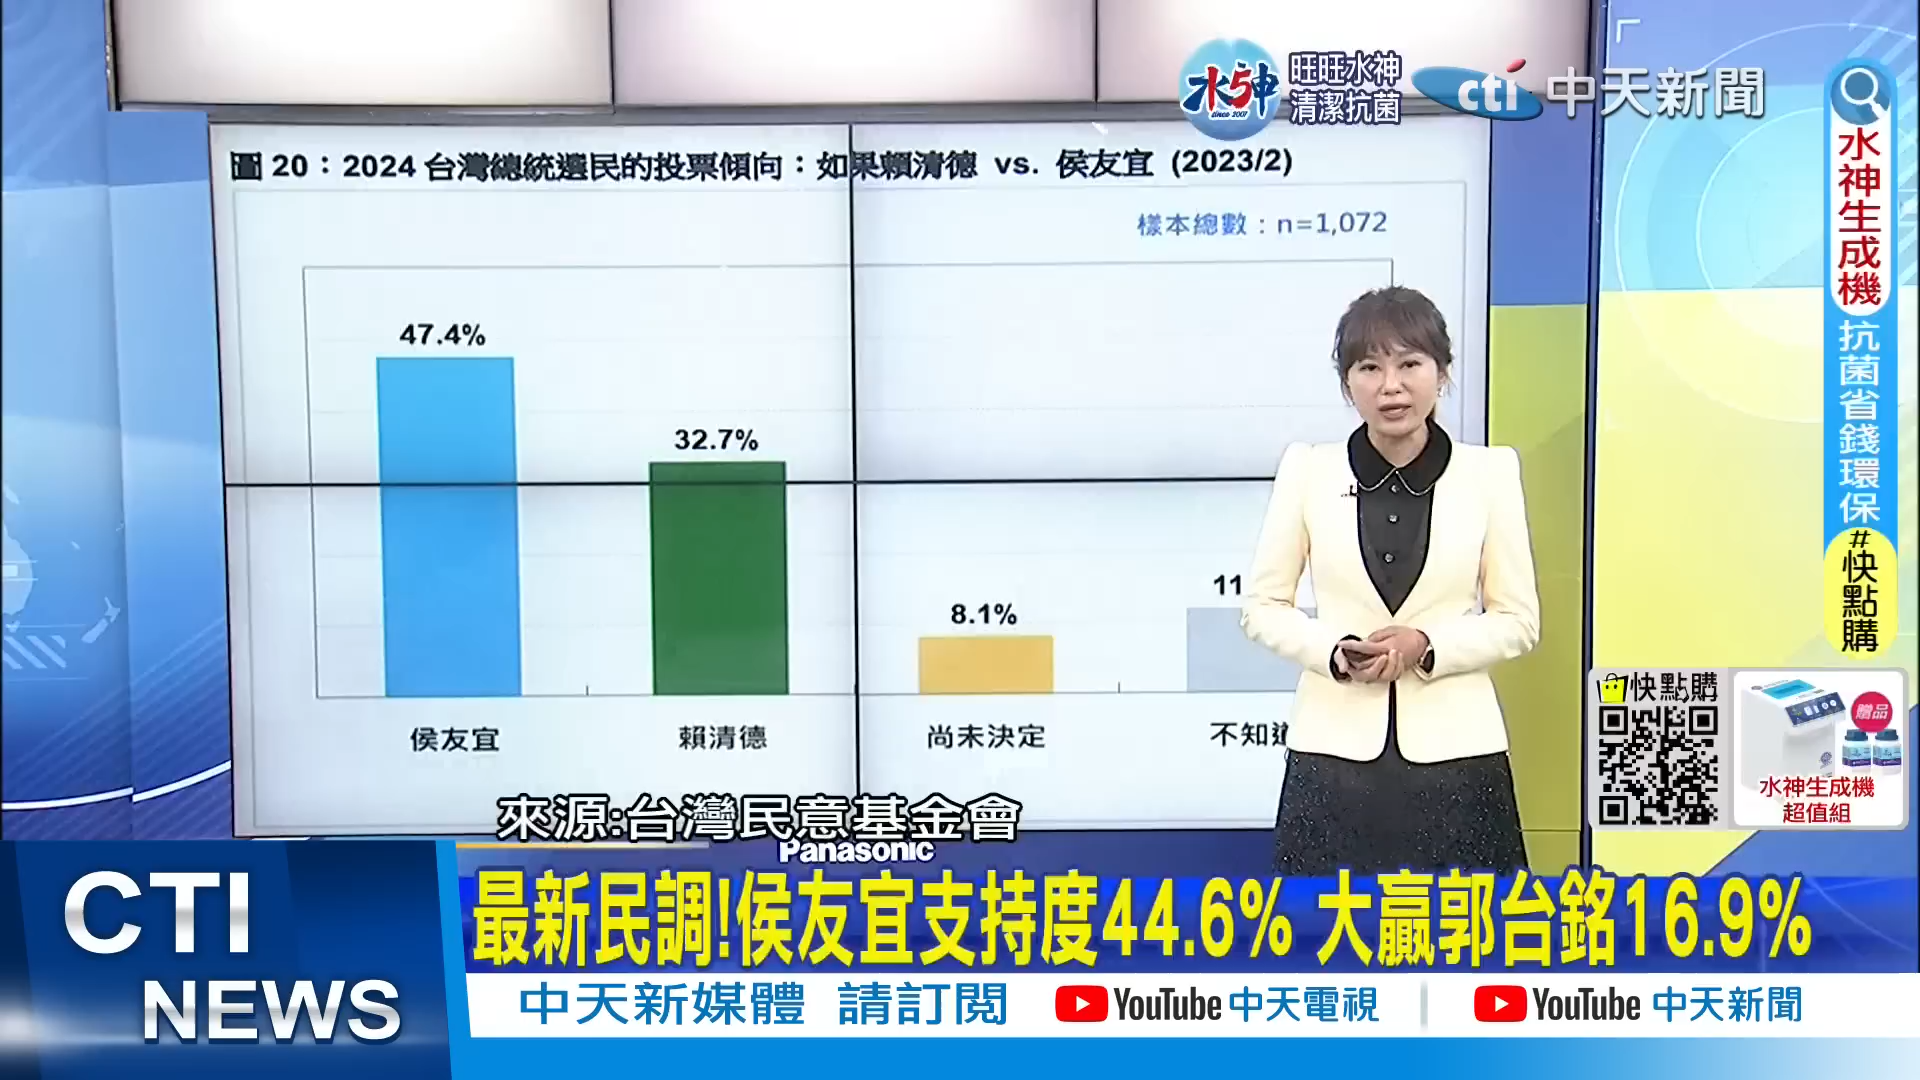 水神
since 2007
旺旺水神
清潔抗菌
cti 中天新聞
圖 20：2024 台灣總統選民的投票傾向：如果賴清德 vs. 侯友宜 (2023/2)
樣本總數：n=1,072
47.4%
32.7%
8.1%
11
侯友宜
賴清德
尚未決定
不知道
來源:台灣民意基金會
Panasonic
水神生成機
抗菌省錢環保
#快點購
快點購
贈品
水神生成機
超值組
CTI
NEWS
最新民調!侯友宜支持度44.6% 大贏郭台銘16.9%
中天新媒體 請訂閱 YouTube 中天電視 YouTube 中天新聞